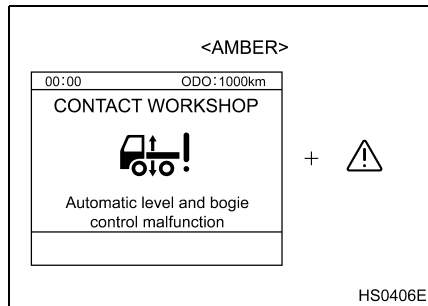 <AMBER>
00:00 ODO:1000km
CONTACT WORKSHOP
Automatic level and bogie
control malfunction
HS0406E